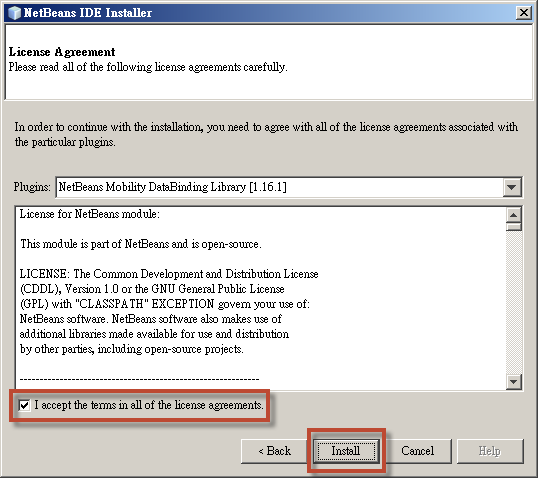 NetBeans IDE Installer
License Agreement
Please read all of the following license agreements carefully.
In order to continue with the installation, you need to agree with all of the license agreements associated with
the particular plugins.
Plugins: NetBeans Mobility DataBinding Library [1.16.1]
License for NetBeans module:
This module is part of NetBeans and is open-source.
LICENSE: The Common Development and Distribution License
(CDDL), Version 1.0 or the GNU General Public License
(GPL) with "CLASSPATH" EXCEPTION govern your use of:
NetBeans software. NetBeans software also makes use of
additional libraries made available for use and distribution
by other parties, including open-source projects.
------------------------------------------------------------
I accept the terms in all of the license agreements.
< Back Install Cancel Help